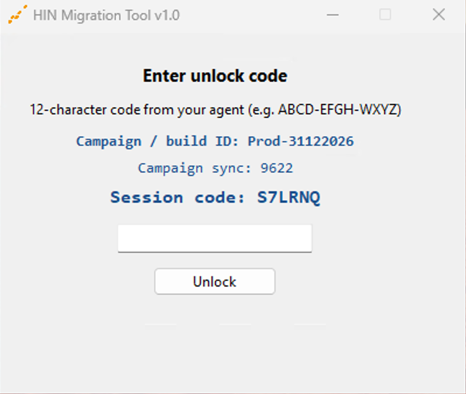 HIN Migration Tool v1.0
Enter unlock code
12-character code from your agent (e.g. ABCD-EFGH-WXYZ)
Campaign / build ID: Prod-31122026
Campaign sync: 9622
Session code: S7LRNQ
Unlock